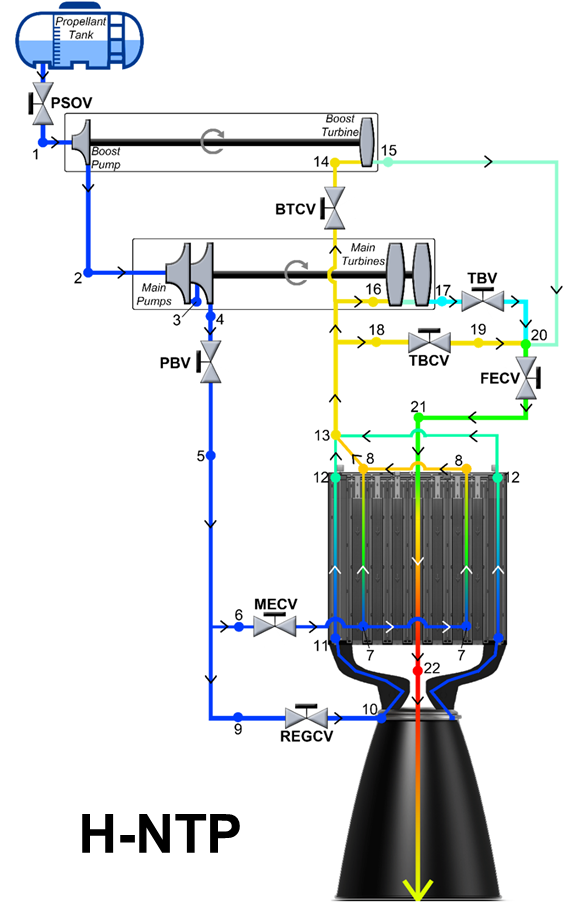 Propellant
Tank
PSOV
1
Boost
Pump
Boost
Turbine
14
15
BTCV
2
Main
Pumps
Main
Turbines
3
4
16
17
TBV
18
19
20
TBCV
PBV
FECV
21
13
5
8
8
12
12
6
MECV
11
7
7
22
9
REGCV
10
H-NTP